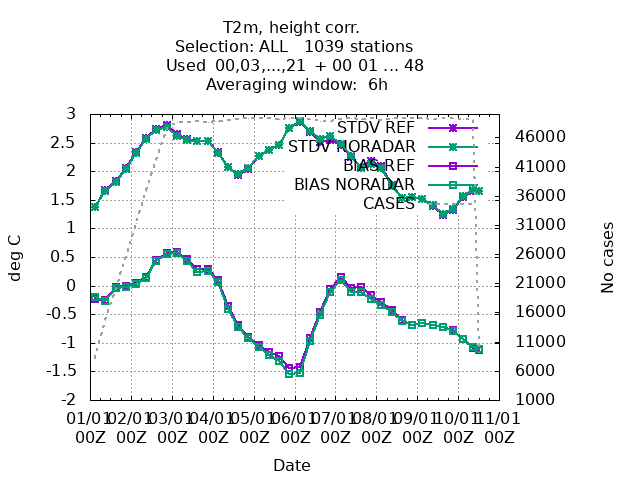 T2m, height corr.
Selection: ALL   1039 stations
Used  00,03,...,21  + 00 01 ... 48
Averaging window:  6h
3
2.5
2
1.5
1
0.5
0
-0.5
-1
-1.5
-2
deg C
46000
41000
36000
31000
26000
21000
16000
11000
6000
1000
No cases
STDV REF
STDV NORADAR
BIAS REF
BIAS NORADAR
CASES
01/01 02/01 03/01 04/01 05/01 06/01 07/01 08/01 09/01 10/01 11/01
00Z 00Z 00Z 00Z 00Z 00Z 00Z 00Z 00Z 00Z 00Z
Date